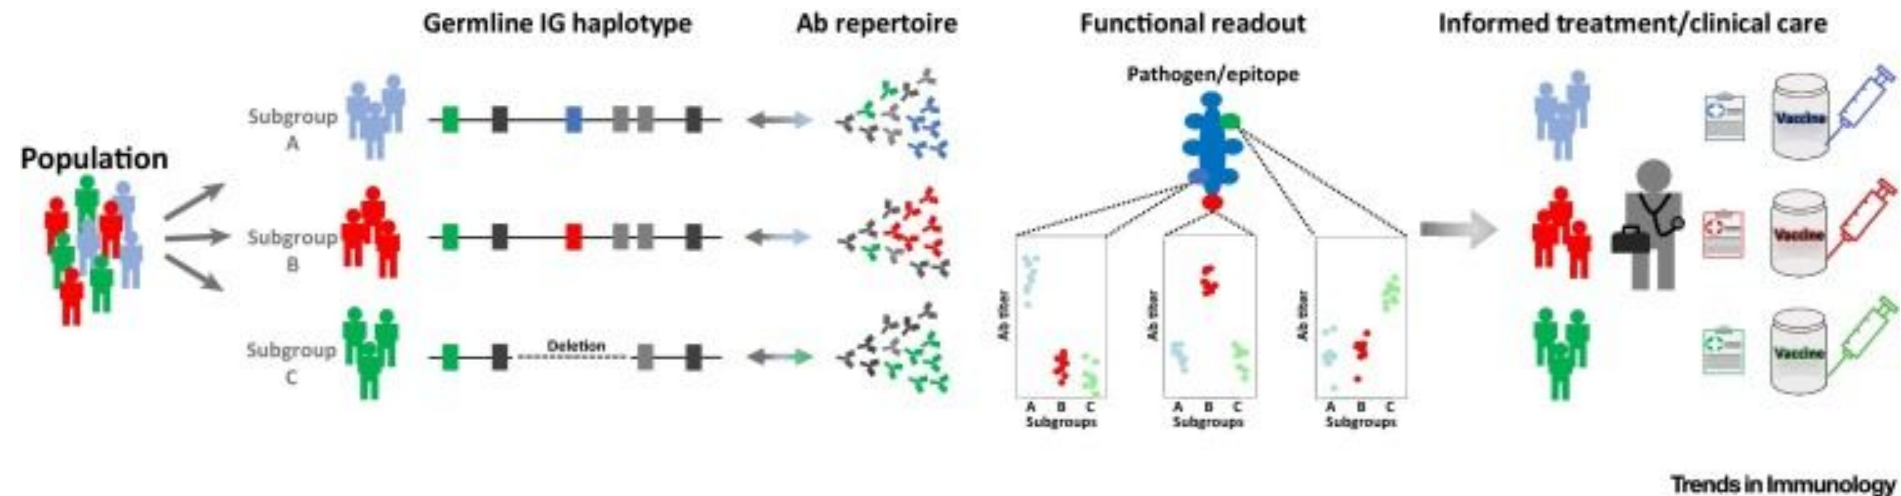 Germline IG haplotype
Ab repertoire
Functional readout
Informed treatment/clinical care
Population
Subgroup
A
Subgroup
B
Subgroup
C
Deletion
Pathogen/epitope
Ab titer
A B C
Subgroups
Ab titer
A B C
Subgroups
Ab titer
A B C
Subgroups
Vaccine
Vaccine
Vaccine
Trends in Immunology